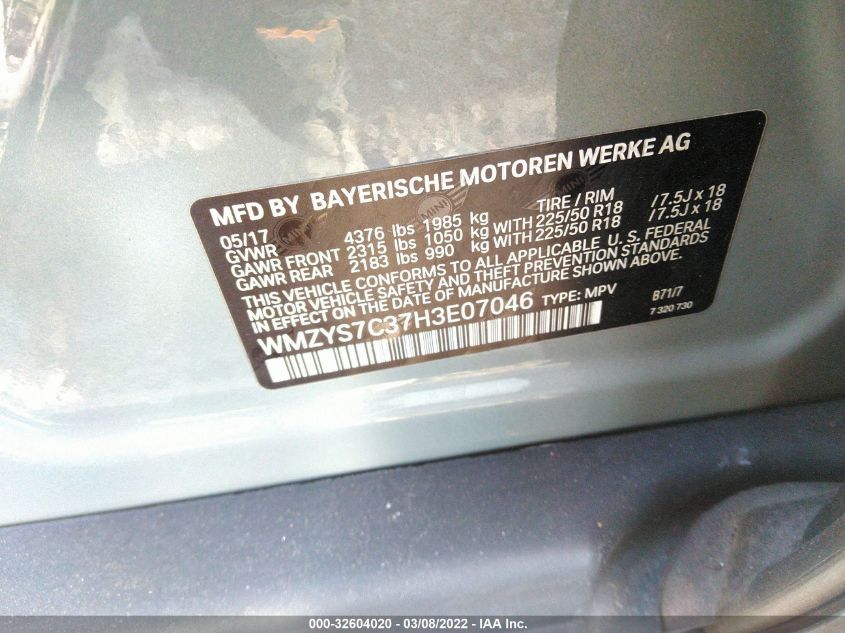 MFD BY BAYERISCHE MOTOREN WERKE AG
05/17 TIRE / RIM
GVWR 4376 lbs 1985 kg
GAWR FRONT 2315 lbs 1050 kg WITH 225/50 R18 /7.5J x 18
GAWR REAR 2183 lbs 990 kg WITH 225/50 R18 /7.5J x 18
THIS VEHICLE CONFORMS TO ALL APPLICABLE U. S. FEDERAL
MOTOR VEHICLE SAFETY AND THEFT PREVENTION STANDARDS
IN EFFECT ON THE DATE OF MANUFACTURE SHOWN ABOVE.
WMZYS7C37H3E07046 TYPE: MPV B71/7
7 320 730
MINI
MINI
MINI
000-32604020 - 03/08/2022 - IAA Inc.